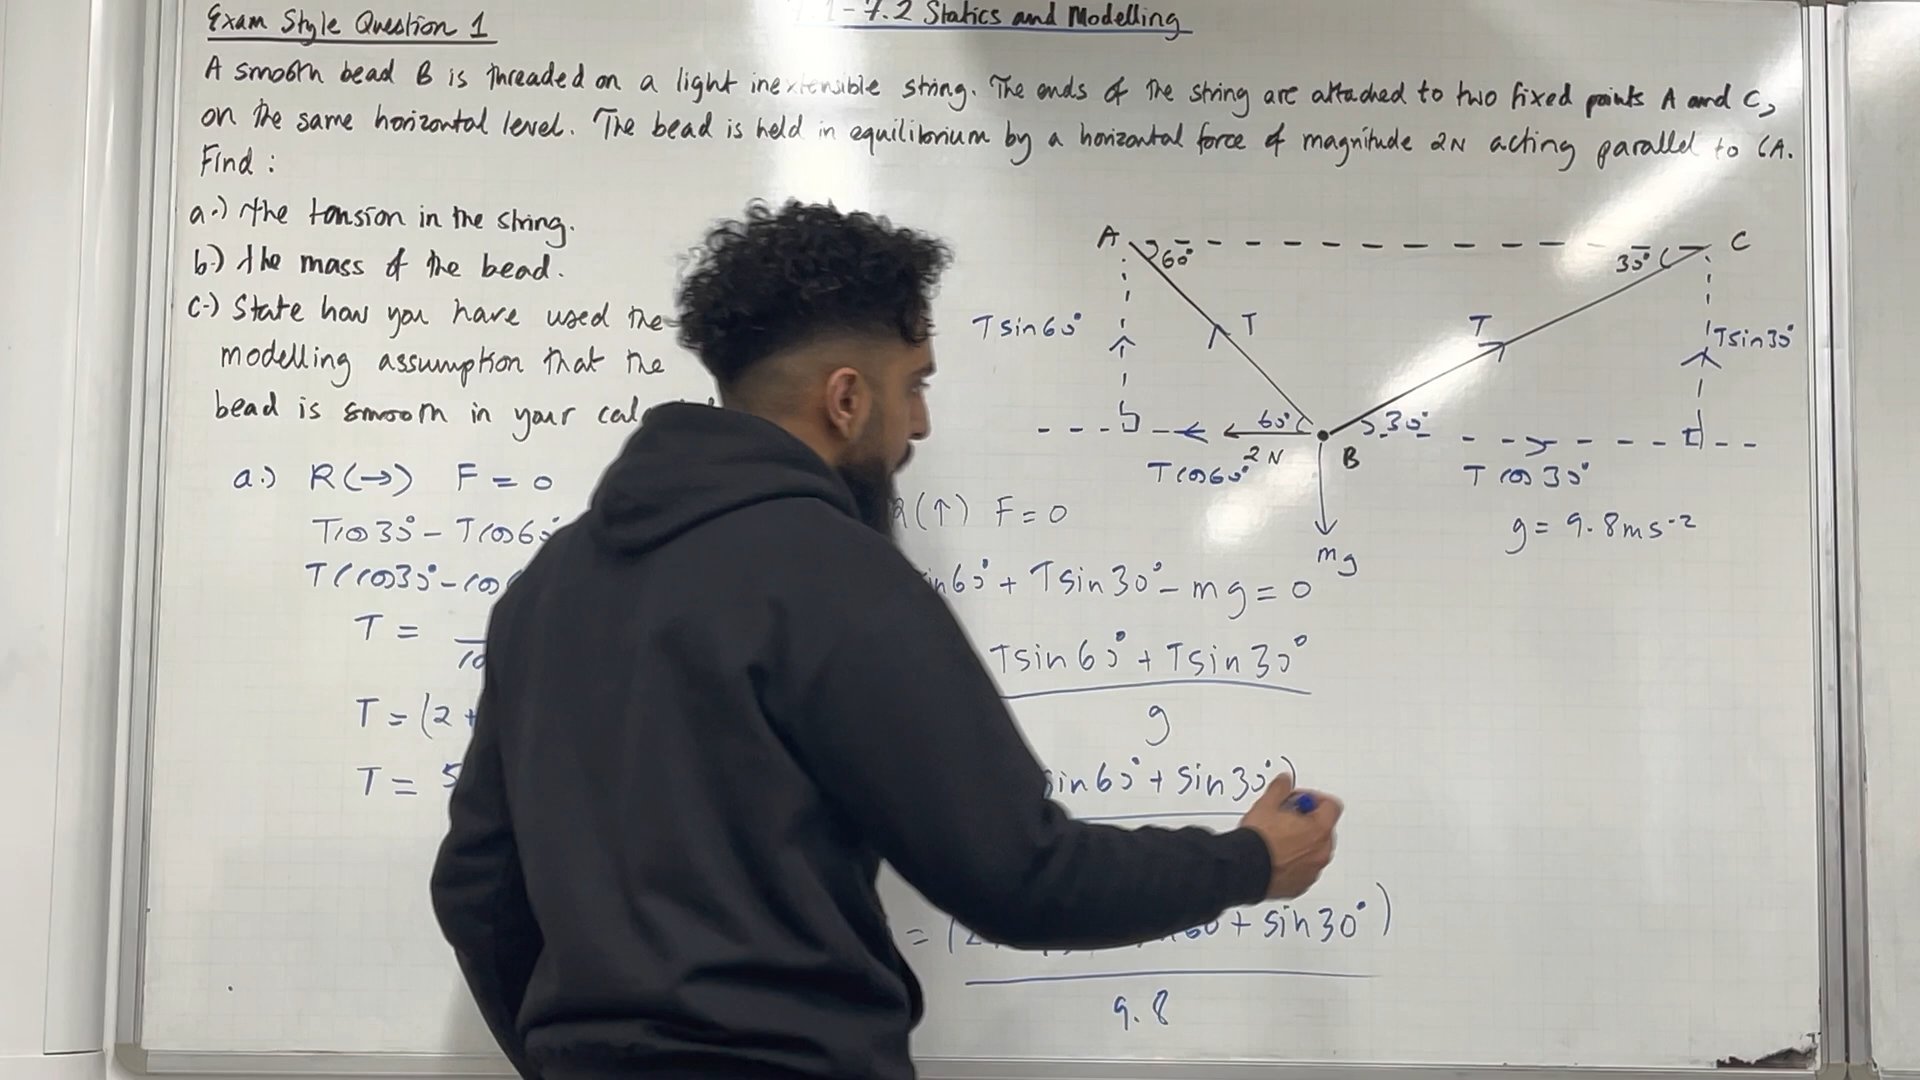 Exam Style Question 1
7.2 Statics and Modelling
A smooth bead B is threaded on a light inextensible string. The ends of the string are attached to two fixed points A and C,
on the same horizontal level. The bead is held in equilibrium by a horizontal force of magnitude 2N acting parallel to CA.
Find :
a.) the tension in the string.
b.) the mass of the bead.
c.) State how you have used the
modelling assumption that the
bead is smooth in your
A 60° 30° C
Tsin60° T T Tsin30°
60° 30°
2N B
Tcos60° Tcos30°
mg
g = 9.8ms⁻²
a.) R(→) F = 0
Tcos30° - Tcos60°
T(cos30° -
T =
T = (2 +
T = 5
(↑) F = 0
60° + Tsin30° - mg = 0
Tsin60° + Tsin30°
g
sin60° + sin30°)
= ( + sin30°)
9.8